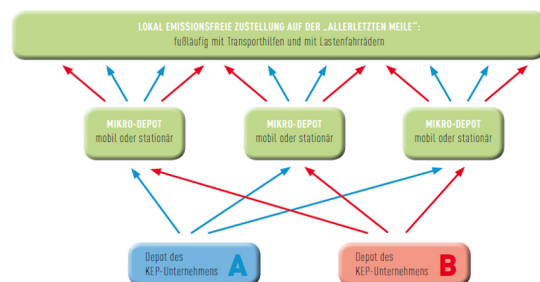 LOKAL EMISSIONSFREIE ZUSTELLUNG AUF DER „ALLERLETZTEN MEILE“:
fußläufig mit Transporthilfen und mit Lastenfahrrädern
MIKRO-DEPOT
mobil oder stationär
MIKRO-DEPOT
mobil oder stationär
MIKRO-DEPOT
mobil oder stationär
Depot des
KEP-Unternehmens A
Depot des
KEP-Unternehmens B